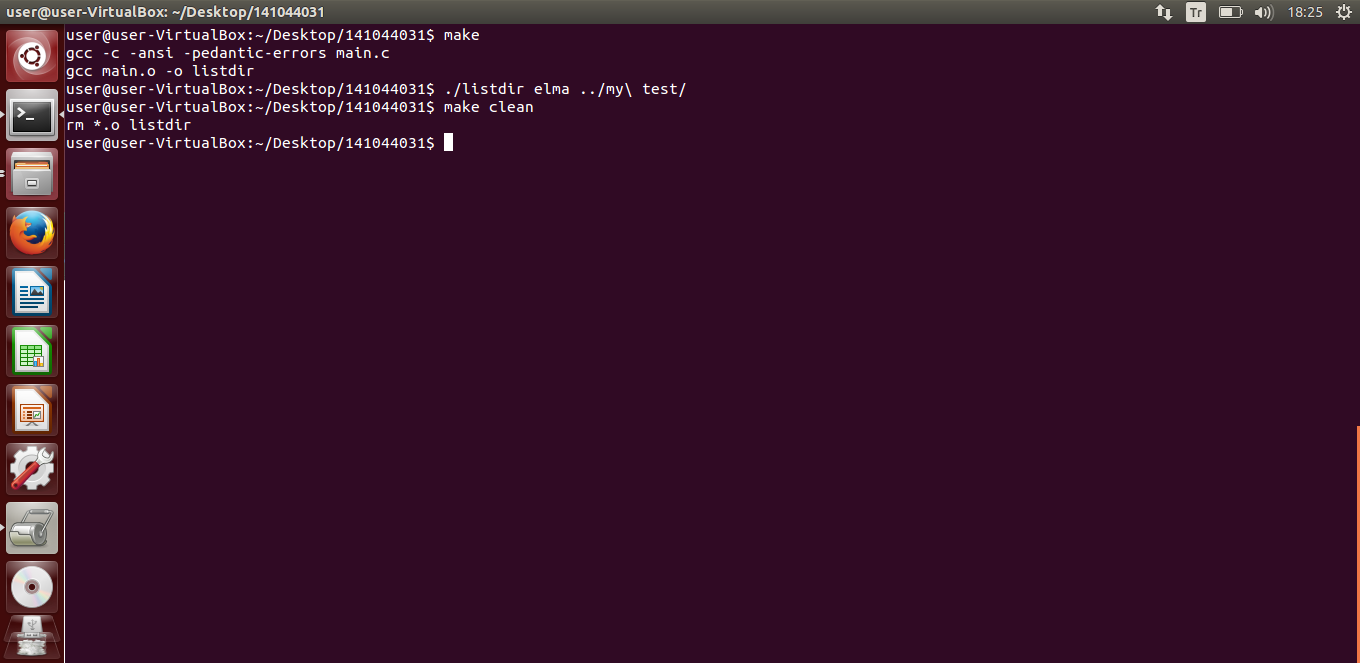 user@user-VirtualBox: ~/Desktop/141044031
Tr
18:25
user@user-VirtualBox:~/Desktop/141044031$ make
gcc -c -ansi -pedantic-errors main.c
gcc main.o -o listdir
user@user-VirtualBox:~/Desktop/141044031$ ./listdir elma ../my\ test/
user@user-VirtualBox:~/Desktop/141044031$ make clean
rm *.o listdir
user@user-VirtualBox:~/Desktop/141044031$